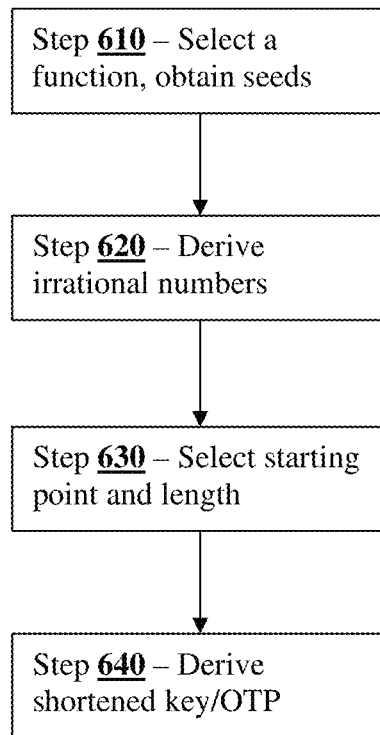 Step 610 – Select a
function, obtain seeds
Step 620 – Derive
irrational numbers
Step 630 – Select starting
point and length
Step 640 – Derive
shortened key/OTP